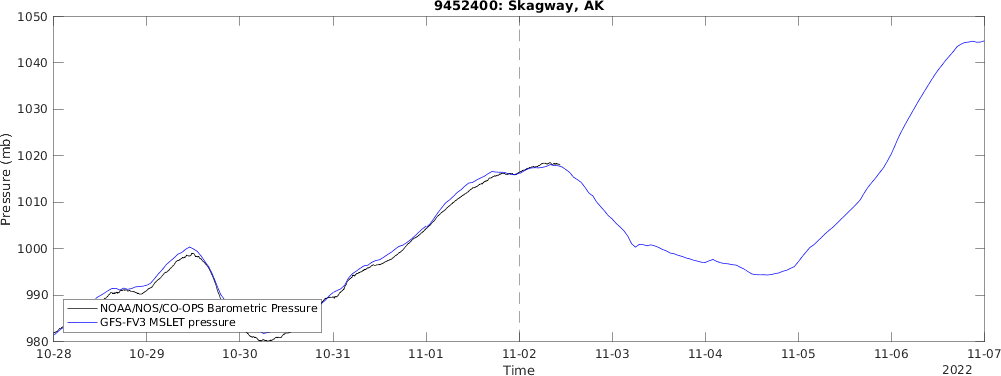 9452400: Skagway, AK
1050
1040
1030
1020
1010
1000
990
980
Pressure (mb)
NOAA/NOS/CO-OPS Barometric Pressure
GFS-FV3 MSLET pressure
10-28 10-29 10-30 10-31 11-01 11-02 11-03 11-04 11-05 11-06 11-07
Time
2022